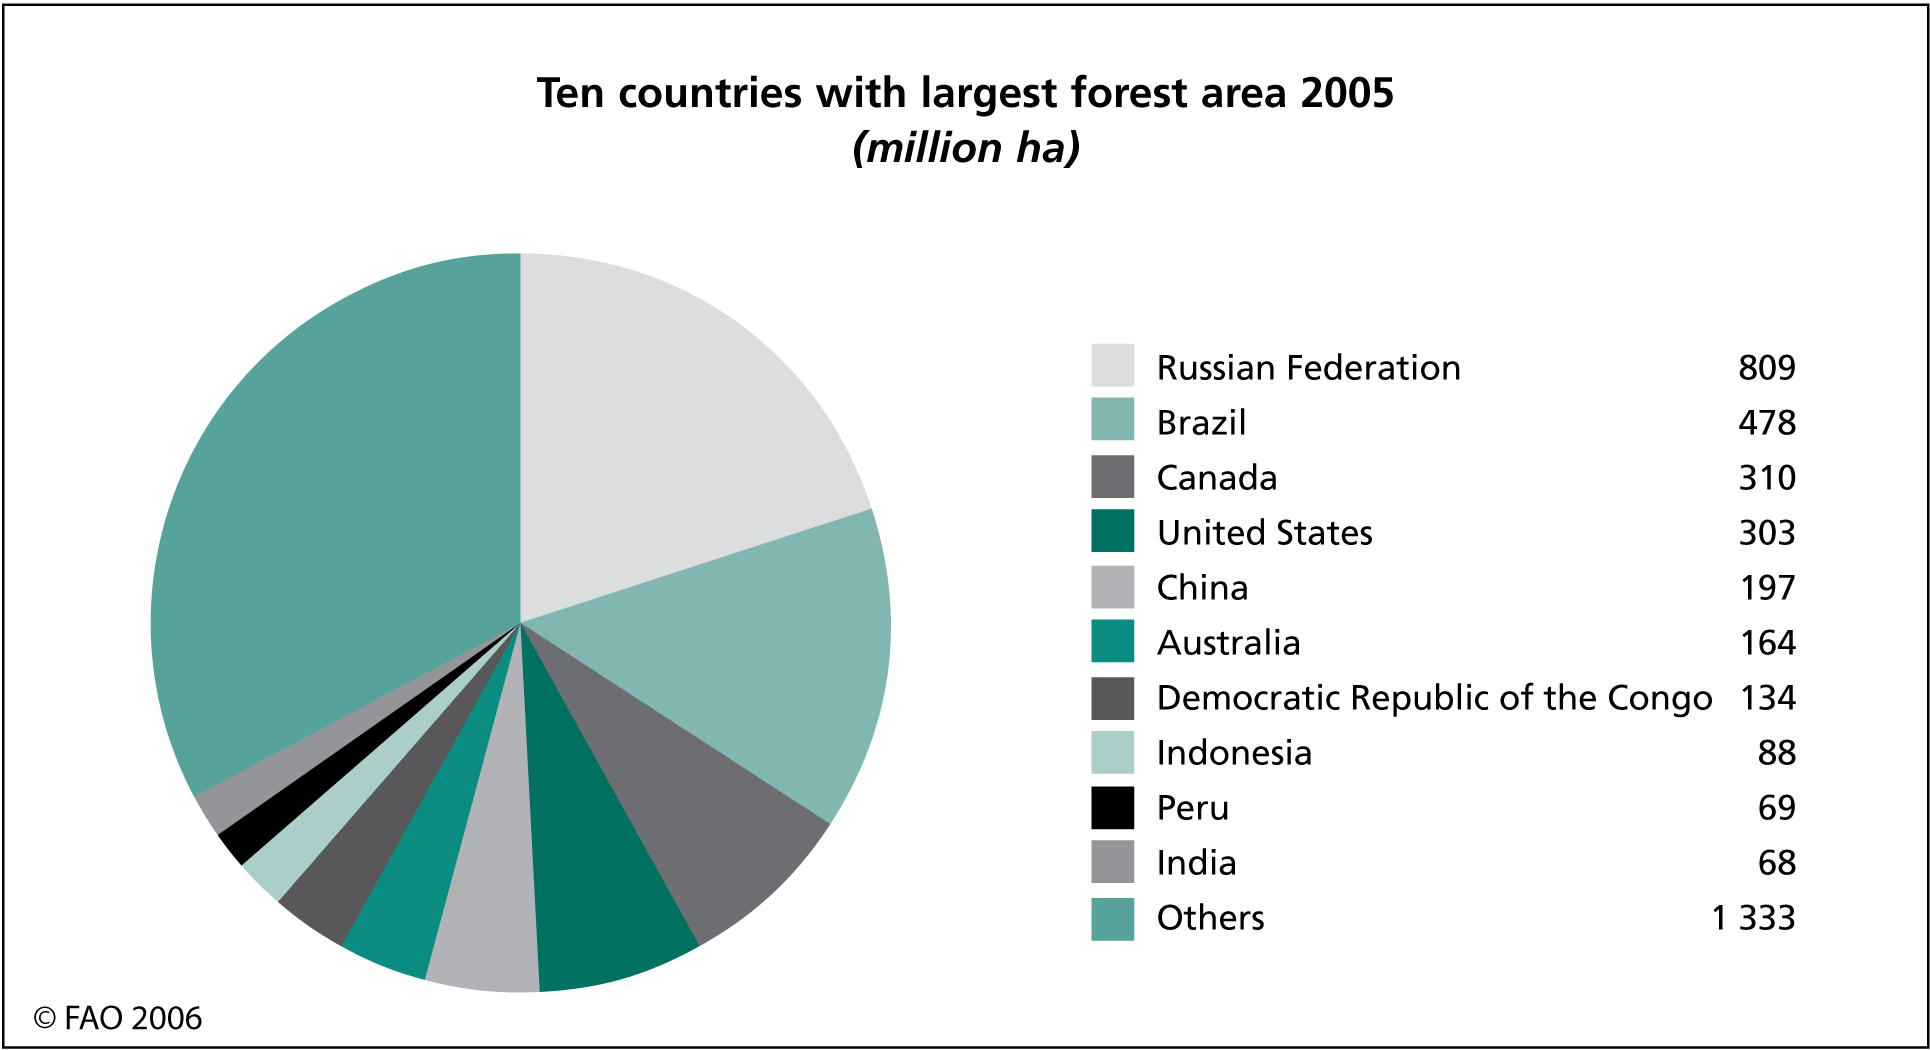 Ten countries with largest forest area 2005
(million ha)
Russian Federation 809
Brazil 478
Canada 310
United States 303
China 197
Australia 164
Democratic Republic of the Congo 134
Indonesia 88
Peru 69
India 68
Others 1 333
© FAO 2006